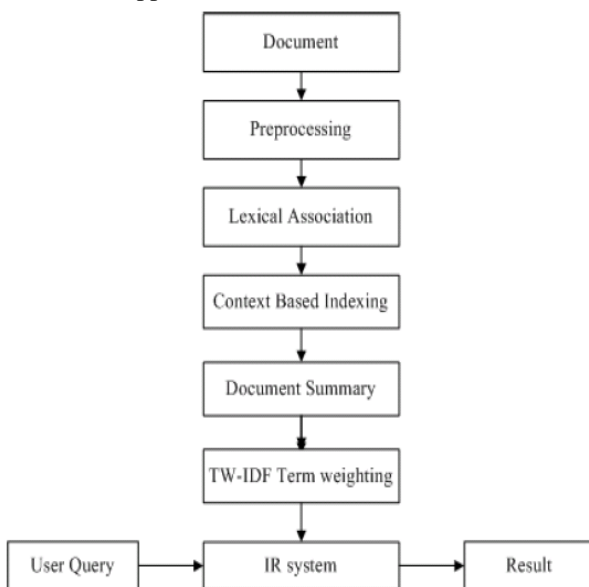 Document
Preprocessing
Lexical Association
Context Based Indexing
Document Summary
TW-IDF Term weighting
User Query
IR system
Result